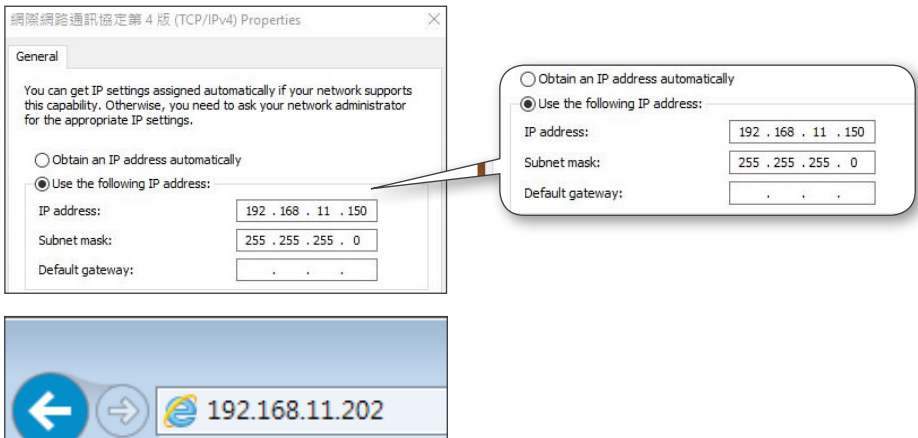 網際網路通訊協定第 4 版 (TCP/IPv4) Properties
General
You can get IP settings assigned automatically if your network supports
this capability. Otherwise, you need to ask your network administrator
for the appropriate IP settings.
Obtain an IP address automatically
Use the following IP address:
IP address: 192 . 168 . 11 . 150
Subnet mask: 255 . 255 . 255 . 0
Default gateway: . . .
Obtain an IP address automatically
Use the following IP address:
IP address: 192 . 168 . 11 . 150
Subnet mask: 255 . 255 . 255 . 0
Default gateway: . . .
192.168.11.202